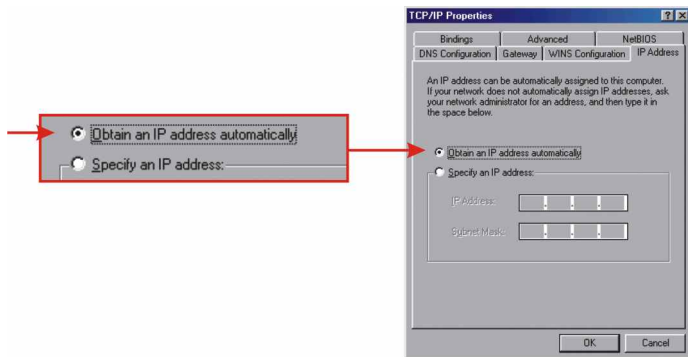 Obtain an IP address automatically
Specify an IP address:
TCP/IP Properties
Bindings Advanced NetBIOS
DNS Configuration Gateway WINS Configuration IP Address
An IP address can be automatically assigned to this computer.
If your network does not automatically assign IP addresses, ask
your network administrator for an address, and then type it in
the space below.
Obtain an IP address automatically
Specify an IP address:
IP Address:
Subnet Mask:
OK Cancel